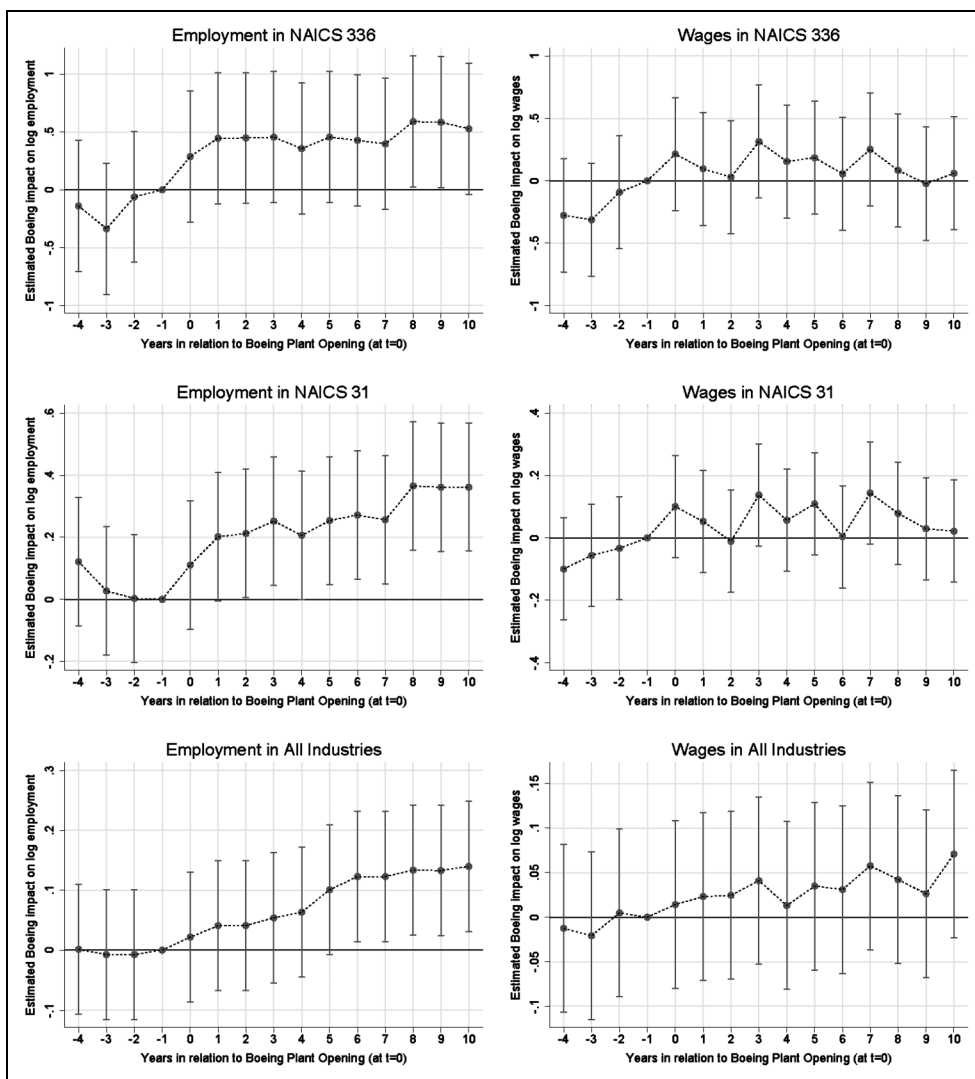 Employment in NAICS 336
Estimated Boeing impact on log employment
1
.5
0
-.5
-1
-4 -3 -2 -1 0 1 2 3 4 5 6 7 8 9 10
Years in relation to Boeing Plant Opening (at t=0)
Wages in NAICS 336
Estimated Boeing impact on log wages
1
.5
0
-.5
-1
-4 -3 -2 -1 0 1 2 3 4 5 6 7 8 9 10
Years in relation to Boeing Plant Opening (at t=0)
Employment in NAICS 31
Estimated Boeing impact on log employment
.6
.4
.2
0
-.2
-4 -3 -2 -1 0 1 2 3 4 5 6 7 8 9 10
Years in relation to Boeing Plant Opening (at t=0)
Wages in NAICS 31
Estimated Boeing impact on log wages
.4
.2
0
-.2
-.4
-4 -3 -2 -1 0 1 2 3 4 5 6 7 8 9 10
Years in relation to Boeing Plant Opening (at t=0)
Employment in All Industries
Estimated Boeing impact on log employment
.3
.2
.1
0
-.1
-4 -3 -2 -1 0 1 2 3 4 5 6 7 8 9 10
Years in relation to Boeing Plant Opening (at t=0)
Wages in All Industries
Estimated Boeing impact on log wages
.15
.1
.05
0
-.05
-.1
-4 -3 -2 -1 0 1 2 3 4 5 6 7 8 9 10
Years in relation to Boeing Plant Opening (at t=0)